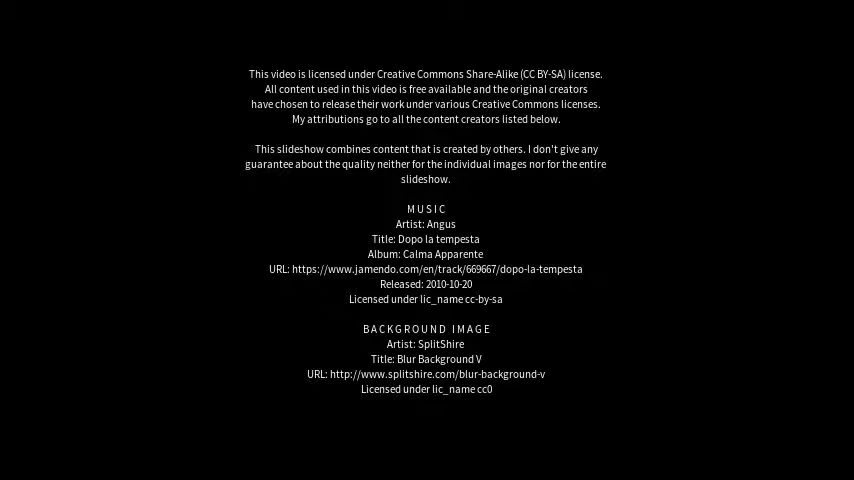 This video is licensed under Creative Commons Share-Alike (CC BY-SA) license.
All content used in this video is free available and the original creators
have chosen to release their work under various Creative Commons licenses.
My attributions go to all the content creators listed below.
This slideshow combines content that is created by others. I don't give any
guarantee about the quality neither for the individual images nor for the entire
slideshow.
MUSIC
Artist: Angus
Title: Dopo la tempesta
Album: Calma Apparente
URL: https://www.jamendo.com/en/track/669667/dopo-la-tempesta
Released: 2010-10-20
Licensed under lic_name cc-by-sa
BACKGROUND IMAGE
Artist: SplitShire
Title: Blur Background V
URL: http://www.splitshire.com/blur-background-v
Licensed under lic_name cc0